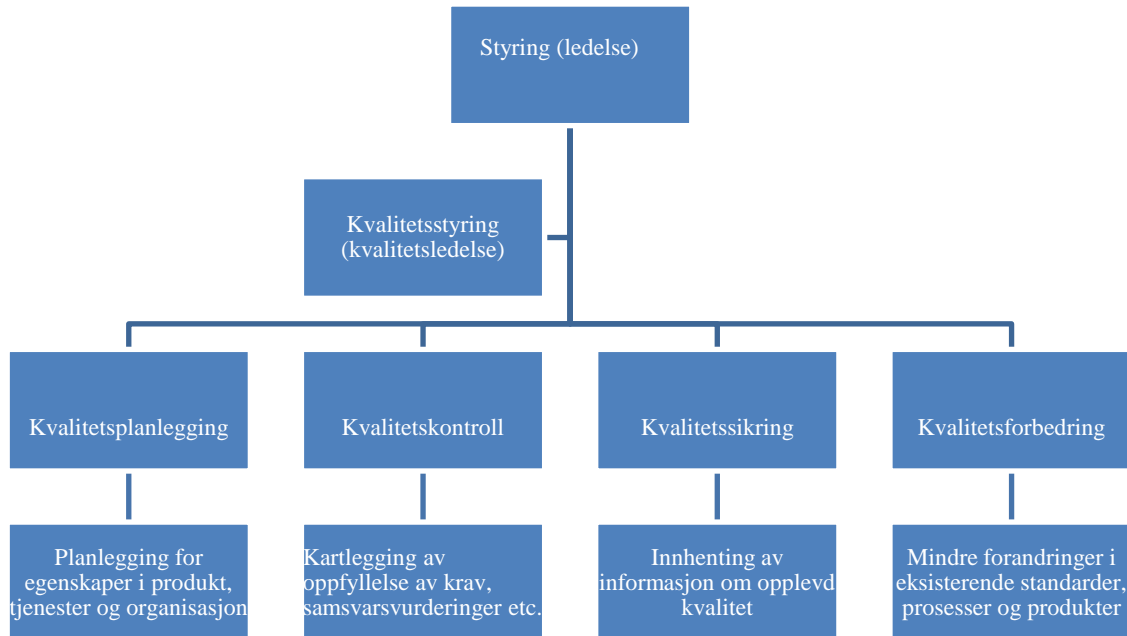 Styring (ledelse)
Kvalitetsstyring
(kvalitetsledelse)
Kvalitetsplanlegging
Kvalitetskontroll
Kvalitetssikring
Kvalitetsforbedring
Planlegging for
egenskaper i produkt,
tjenester og organisasjon
Kartlegging av
oppfyllelse av krav,
samsvarsvurderinger etc.
Innhenting av
informasjon om opplevd
kvalitet
Mindre forandringer i
eksisterende standarder,
prosesser og produkter